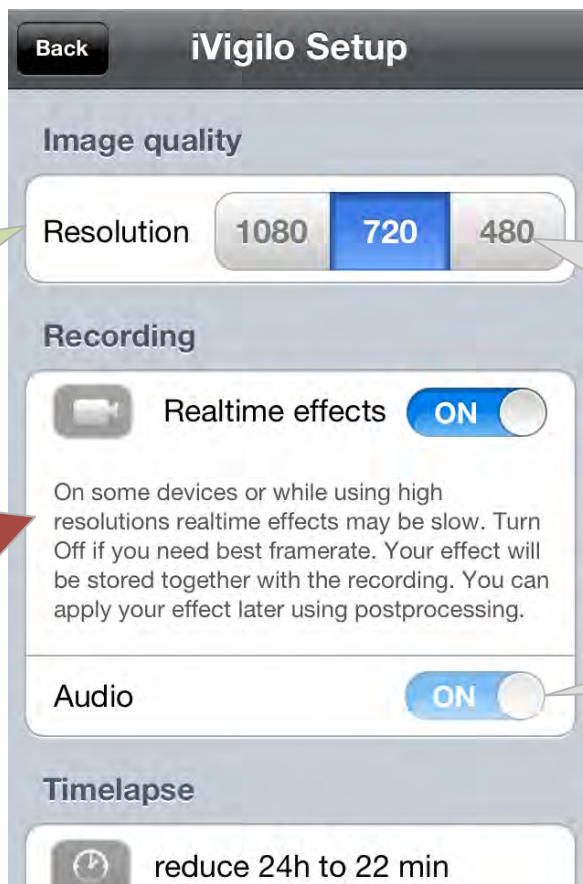 Back
iVigilo Setup
Image quality
Resolution 1080 720 480
Recording
Realtime effects ON
On some devices or while using high
resolutions realtime effects may be slow. Turn
Off if you need best framerate. Your effect will
be stored together with the recording. You can
apply your effect later using postprocessing.
Audio ON
Timelapse
reduce 24h to 22 min